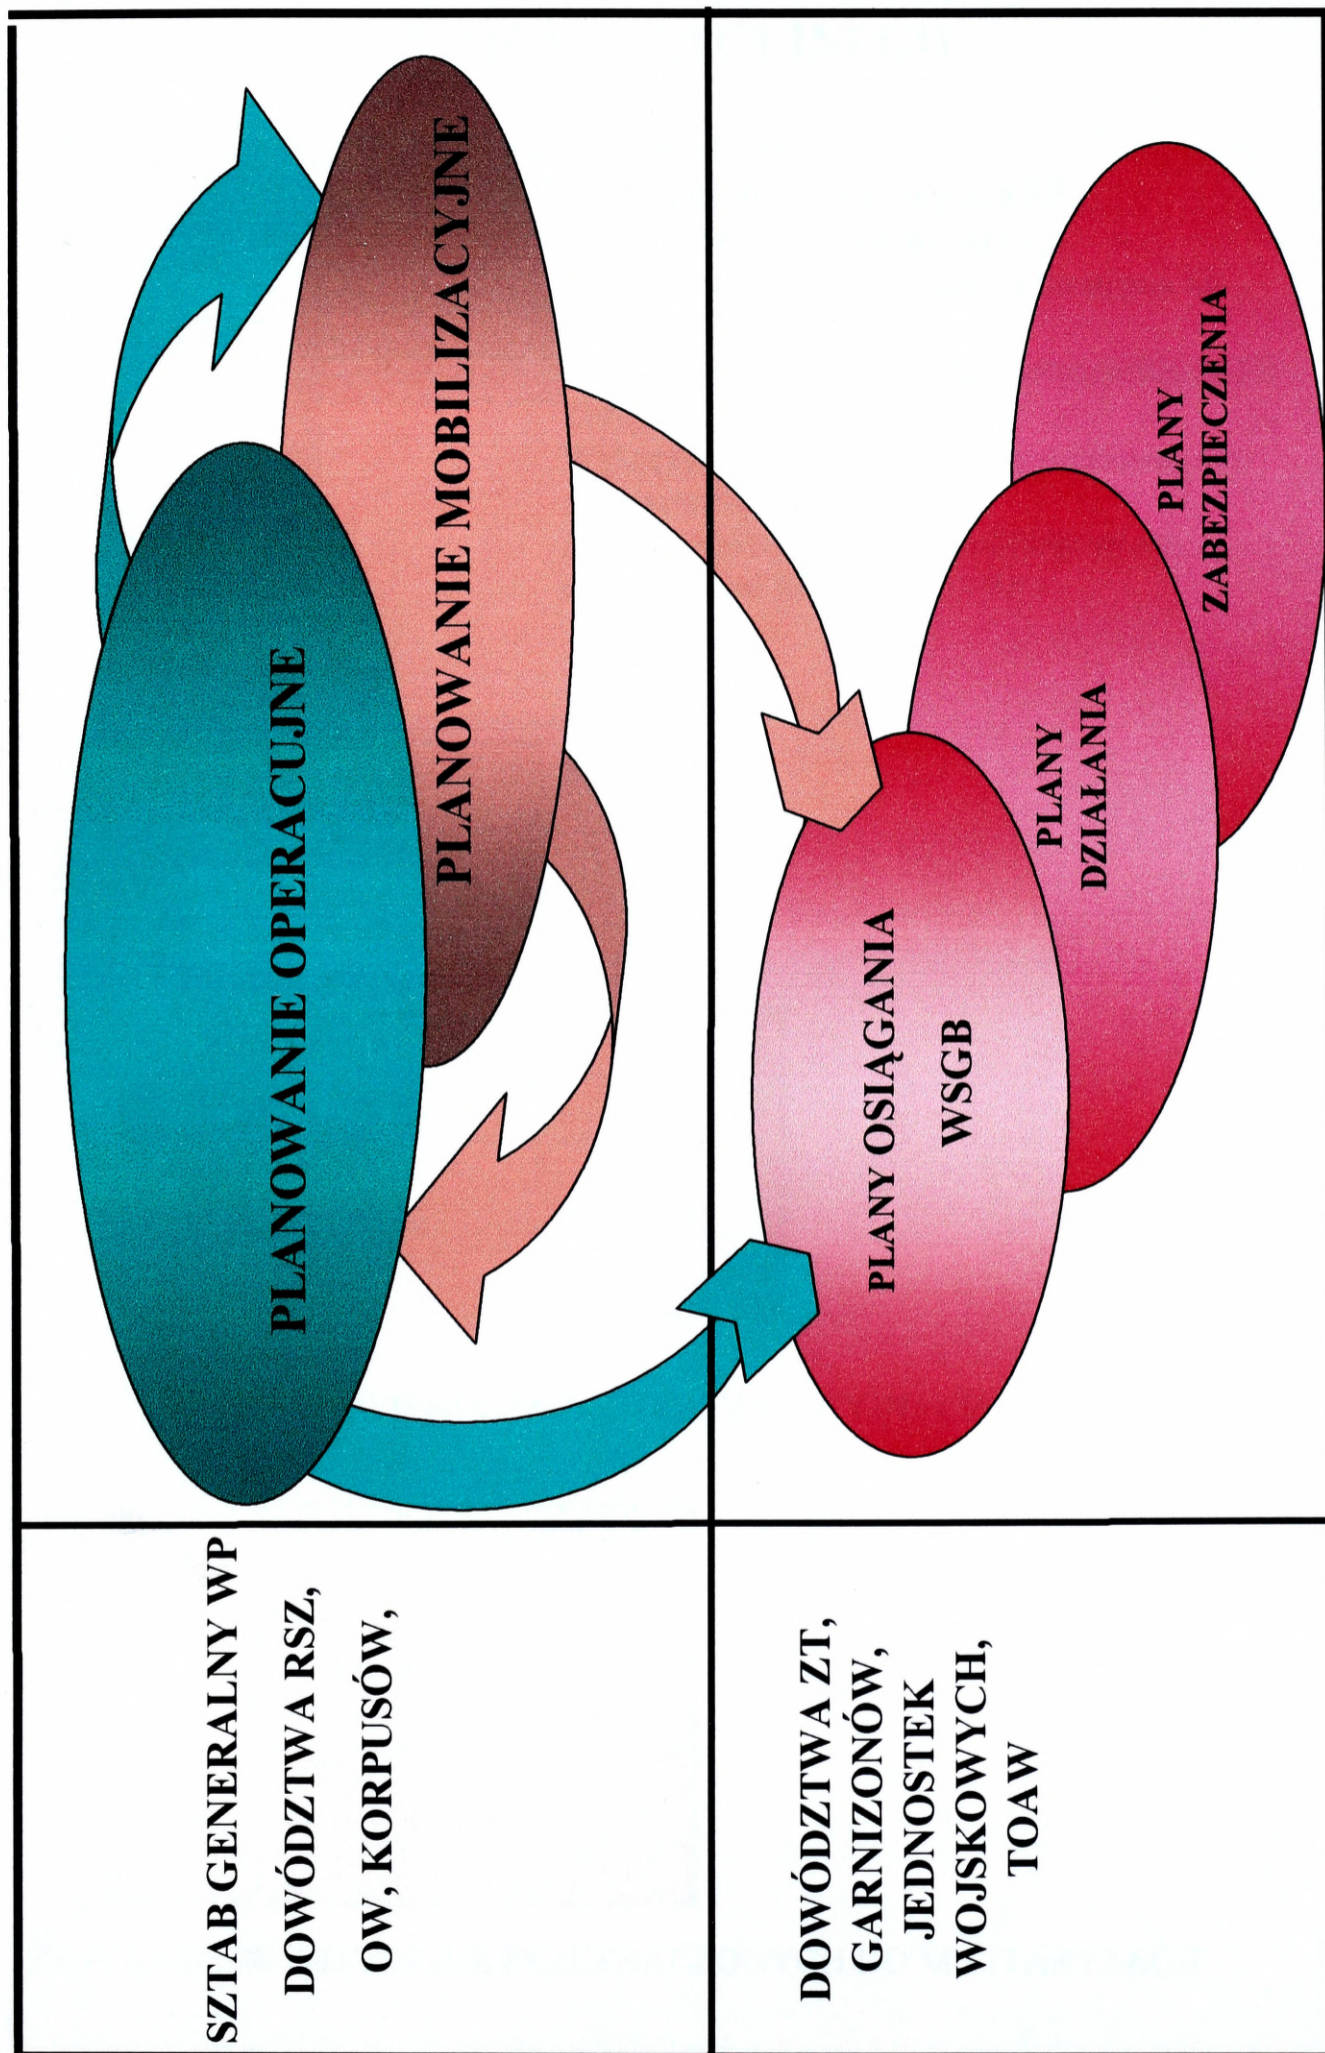 SZTAB GENERALNY WP
DOWÓDZTWA RSZ,
OW, KORPUSÓW,
PLANOWANIE OPERACUJNE
PLANOWANIE MOBILIZACYJNE
DOWÓDZTWA ZT,
GARNIZONÓW,
JEDNOSTEK
WOJSKOWYCH,
TOAW
PLANY OSIĄGANIA
WSGB
PLANY
DZIAŁANIA
PLANY
ZABEZPIECZENIA